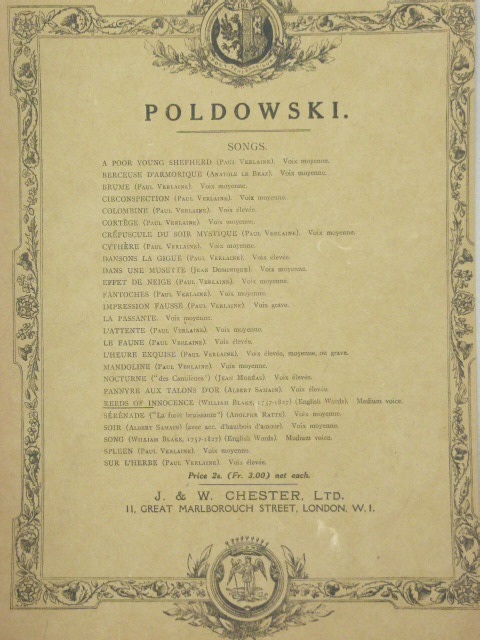 POLDOWSKI.
SONGS.
A POOR YOUNG SHEPHERD (PAUL VERLAINE). Voix moyenne.
BERCEUSE D'ARMORIQUE (ANATOLE LE BRAZ). Voix moyenne.
BRUME (PAUL VERLAINE). Voix moyenne.
CIRCONSPECTION (PAUL VERLAINE). Voix moyenne.
COLOMBINE (PAUL VERLAINE). Voix élevée.
CORTÈGE (PAUL VERLAINE). Voix moyenne.
CRÉPUSCULE DU SOIR MYSTIQUE (PAUL VERLAINE). Voix moyenne.
CYTHÈRE (PAUL VERLAINE). Voix moyenne.
DANSONS LA GIGUE (PAUL VERLAINE). Voix élevée.
DANS UNE MUSETTE (JEAN DOMINIQUE). Voix moyenne.
EFFET DE NEIGE (PAUL VERLAINE). Voix moyenne.
FANTOCHES (PAUL VERLAINE). Voix moyenne.
IMPRESSION FAUSSE (PAUL VERLAINE). Voix grave.
LA PASSANTE. Voix moyenne.
L'ATTENTE (PAUL VERLAINE). Voix moyenne.
LE FAUNE (PAUL VERLAINE). Voix élevée.
L'HEURE EXQUISE (PAUL VERLAINE). Voix élevée, moyenne, ou grave.
MANDOLINE (PAUL VERLAINE). Voix moyenne.
NOCTURNE ("des Cantilènes") (JEAN MORÉAS). Voix élevée.
PANNYRE AUX TALONS D'OR (ALBERT SAMAIN). Voix élevée.
REEDS OF INNOCENCE (WILLIAM BLAKE, 1757-1827) (English Words). Medium voice.
SÉRÉNADE ("La forêt bruissante") (ADOLPHE RETTE). Voix moyenne.
SOIR (ALBERT SAMAIN) (avec acc. d'hautbois d'amour). Voix moyenne.
SONG (WILLIAM BLAKE, 1757-1827) (English Words). Medium voice.
SPLEEN (PAUL VERLAINE). Voix moyenne.
SUR L'HERBE (PAUL VERLAINE). Voix élevée.
Price 2s. (Fr. 3.00) net each.
J. & W. CHESTER, LTD.
11, GREAT MARLBOROUCH STREET, LONDON, W.1.